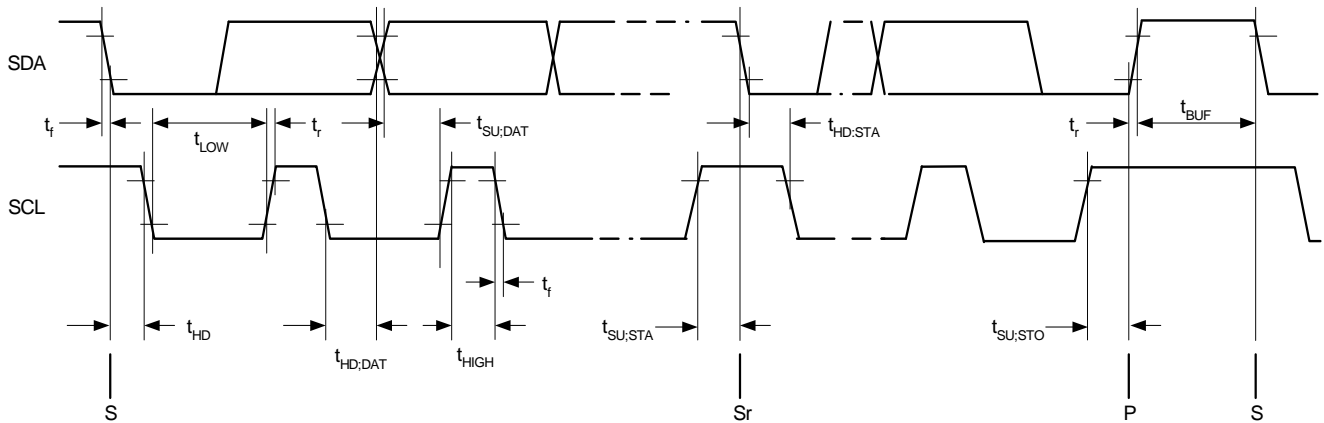 SDA
t_f
t_LOW
t_r
t_SU;DAT
t_HD:STA
t_r
t_BUF
SCL
t_f
t_HD
t_HD;DAT
t_HIGH
t_SU;STA
t_SU;STO
S
Sr
P
S